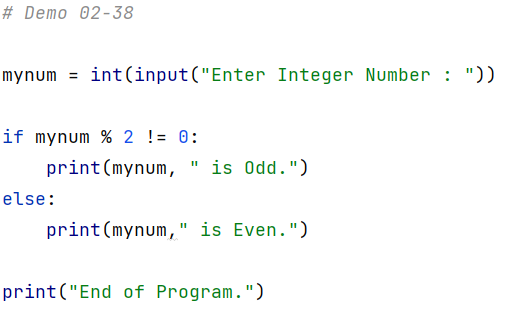 # Demo 02-38
mynum = int(input("Enter Integer Number : "))
if mynum % 2 != 0:
    print(mynum, " is Odd.")
else:
    print(mynum," is Even.")
print("End of Program.")